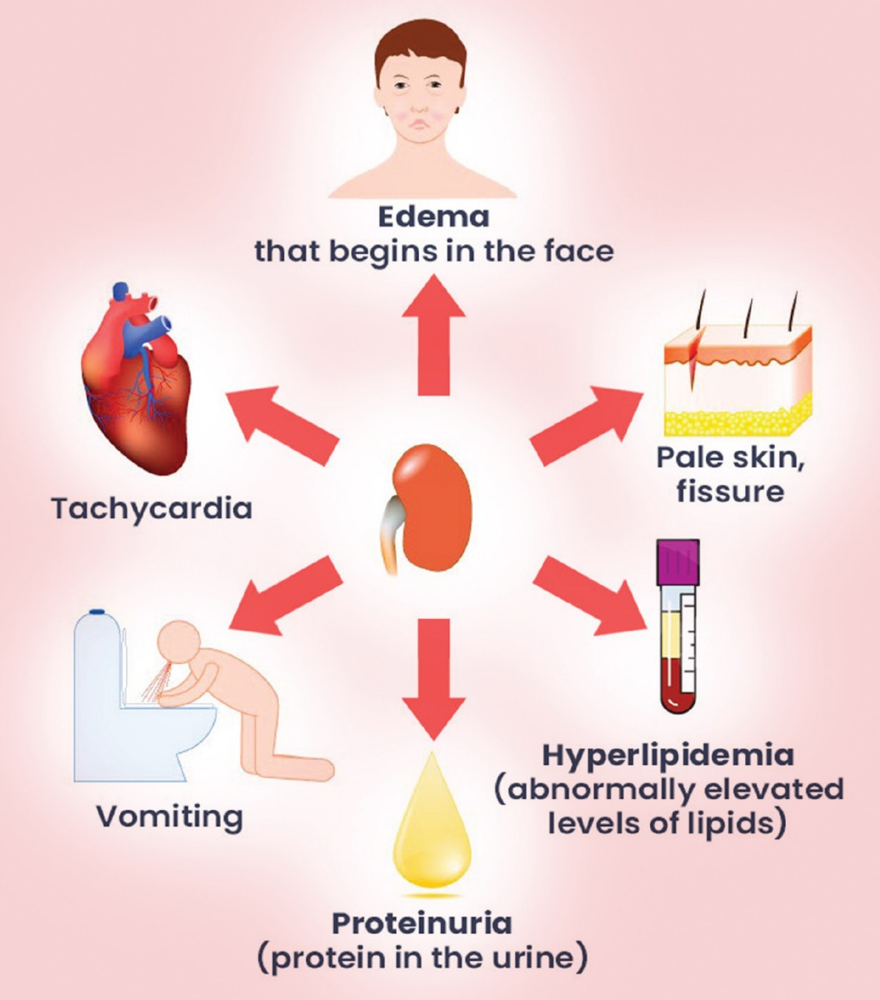 Edema
that begins in the face
Tachycardia
Pale skin,
fissure
Vomiting
Hyperlipidemia
(abnormally elevated
levels of lipids)
Proteinuria
(protein in the urine)